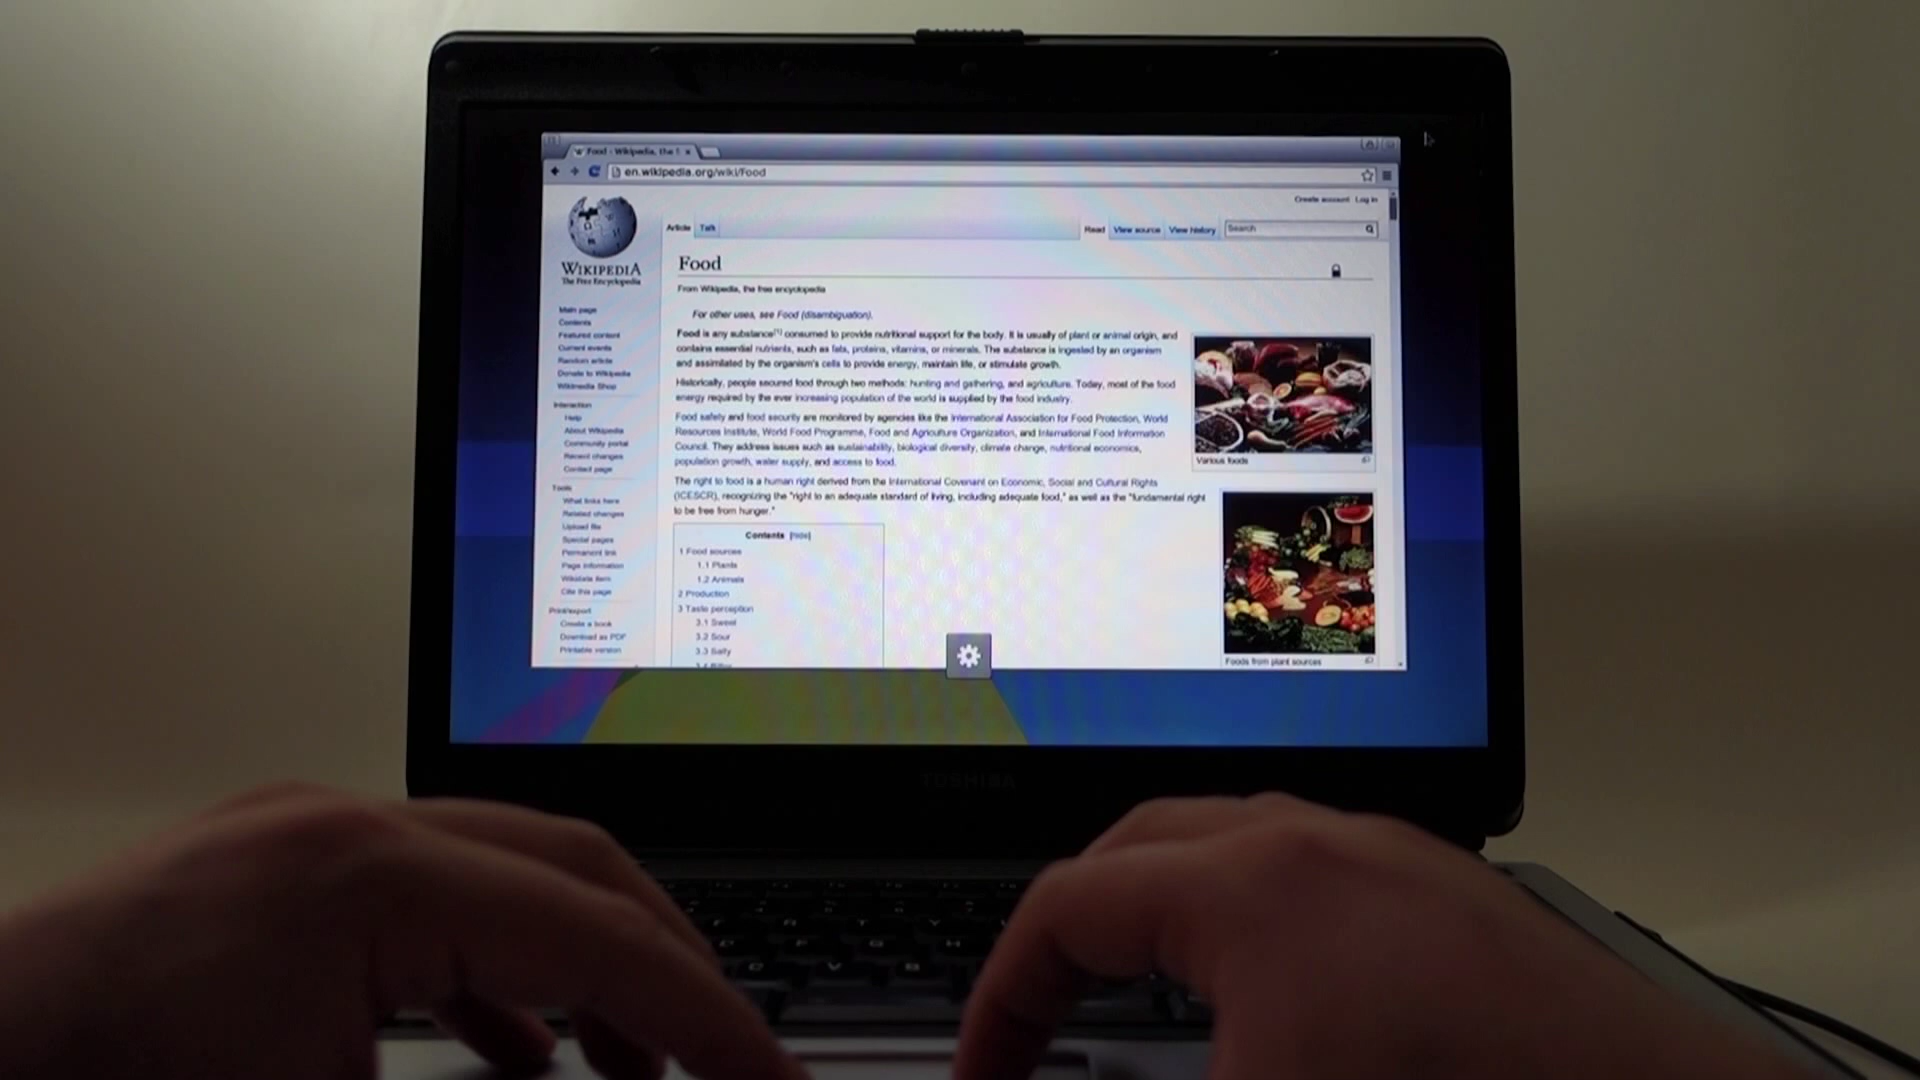 Food - Wikipedia, the f
en.wikipedia.org/wiki/Food
Create account Log in
Article Talk
Read View source View history Search
WIKIPEDIA
The Free Encyclopedia
Food
From Wikipedia, the free encyclopedia
For other uses, see Food (disambiguation).
Food is any substance[1] consumed to provide nutritional support for the body. It is usually of plant or animal origin, and
contains essential nutrients, such as fats, proteins, vitamins, or minerals. The substance is ingested by an organism
and assimilated by the organism's cells to provide energy, maintain life, or stimulate growth.
Historically, people secured food through two methods: hunting and gathering, and agriculture. Today, most of the food
energy required by the ever increasing population of the world is supplied by the food industry.
Food safety and food security are monitored by agencies like the International Association for Food Protection, World
Resources Institute, World Food Programme, Food and Agriculture Organization, and International Food Information
Council. They address issues such as sustainability, biological diversity, climate change, nutritional economics,
population growth, water supply, and access to food.
The right to food is a human right derived from the International Covenant on Economic, Social and Cultural Rights
(ICESCR), recognizing the "right to an adequate standard of living, including adequate food," as well as the "fundamental right
to be free from hunger."
Contents [hide]
1 Food sources
1.1 Plants
1.2 Animals
2 Production
3 Taste perception
3.1 Sweet
3.2 Sour
3.3 Salty
3.4 Bitter
Various foods
Foods from plant sources
Main page
Contents
Featured content
Current events
Random article
Donate to Wikipedia
Wikimedia Shop
Interaction
Help
About Wikipedia
Community portal
Recent changes
Contact page
Tools
What links here
Related changes
Upload file
Special pages
Permanent link
Page information
Wikidata item
Cite this page
Print/export
Create a book
Download as PDF
Printable version
TOSHIBA